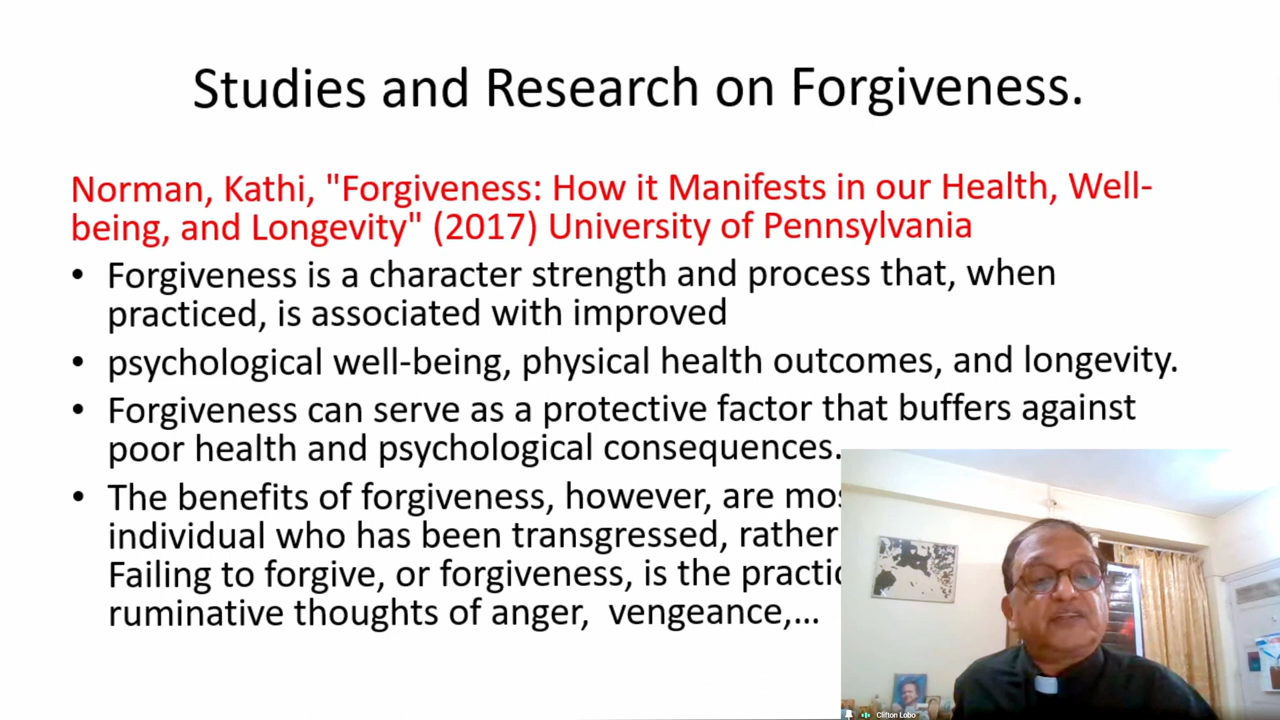 Studies and Research on Forgiveness.
Norman, Kathi, "Forgiveness: How it Manifests in our Health, Well-
being, and Longevity" (2017) University of Pennsylvania
• Forgiveness is a character strength and process that, when
practiced, is associated with improved
• psychological well-being, physical health outcomes, and longevity.
• Forgiveness can serve as a protective factor that buffers against
poor health and psychological consequences.
• The benefits of forgiveness, however, are
individual who has been transgressed, rather
Failing to forgive, or forgiveness, is the
ruminative thoughts of anger, vengeance,...
Clifton Lobo